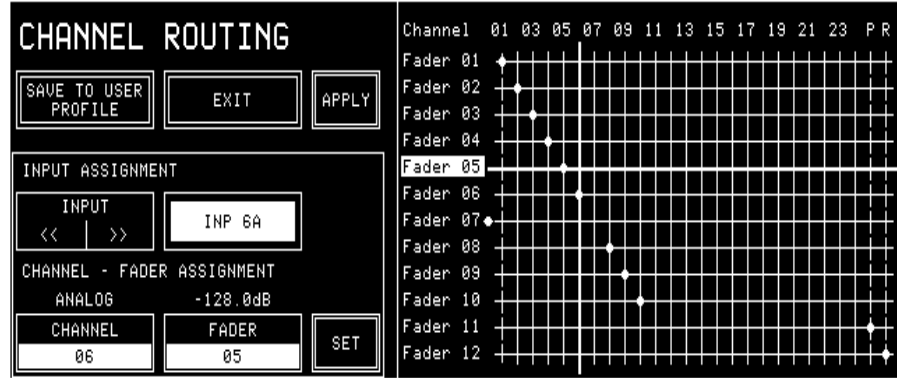 CHANNEL ROUTING
SAVE TO USER
PROFILE
EXIT
APPLY
INPUT ASSIGNMENT
INPUT
<< >>
INP 6A
CHANNEL - FADER ASSIGNMENT
ANALOG -128.0dB
CHANNEL
06
FADER
05
SET
Channel 01 03 05 07 09 11 13 15 17 19 21 23 P R
Fader 01
Fader 02
Fader 03
Fader 04
Fader 05
Fader 06
Fader 07
Fader 08
Fader 09
Fader 10
Fader 11
Fader 12